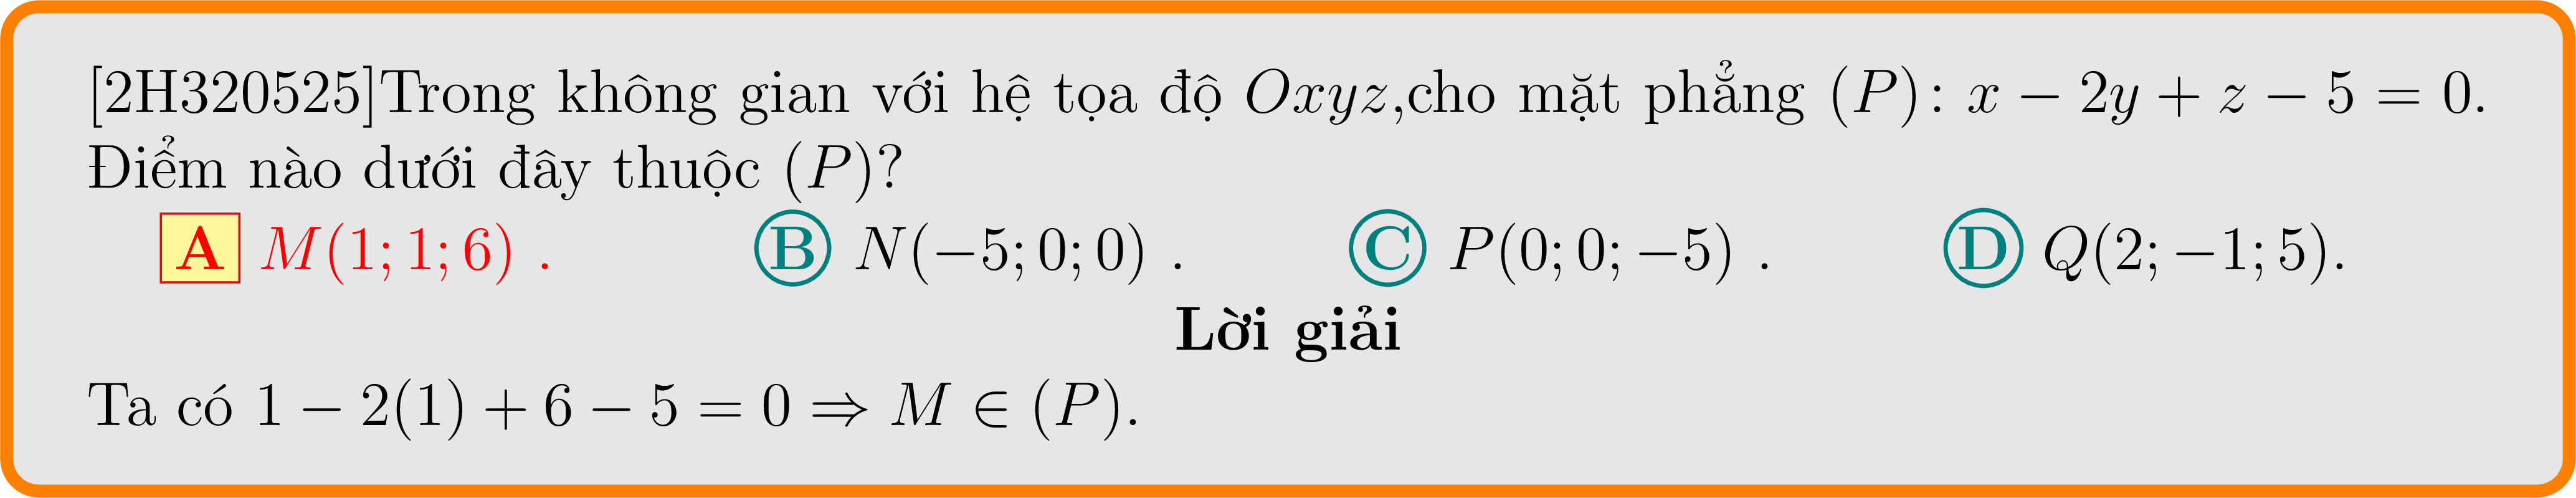 [2H320525]Trong không gian với hệ tọa độ Oxyz,cho mặt phẳng (P): x − 2y + z − 5 = 0.
Điểm nào dưới đây thuộc (P)?
A M(1; 1; 6) . B N(−5; 0; 0) . C P(0; 0; −5) . D Q(2; −1; 5).
Lời giải
Ta có 1 − 2(1) + 6 − 5 = 0 ⇒ M ∈ (P).